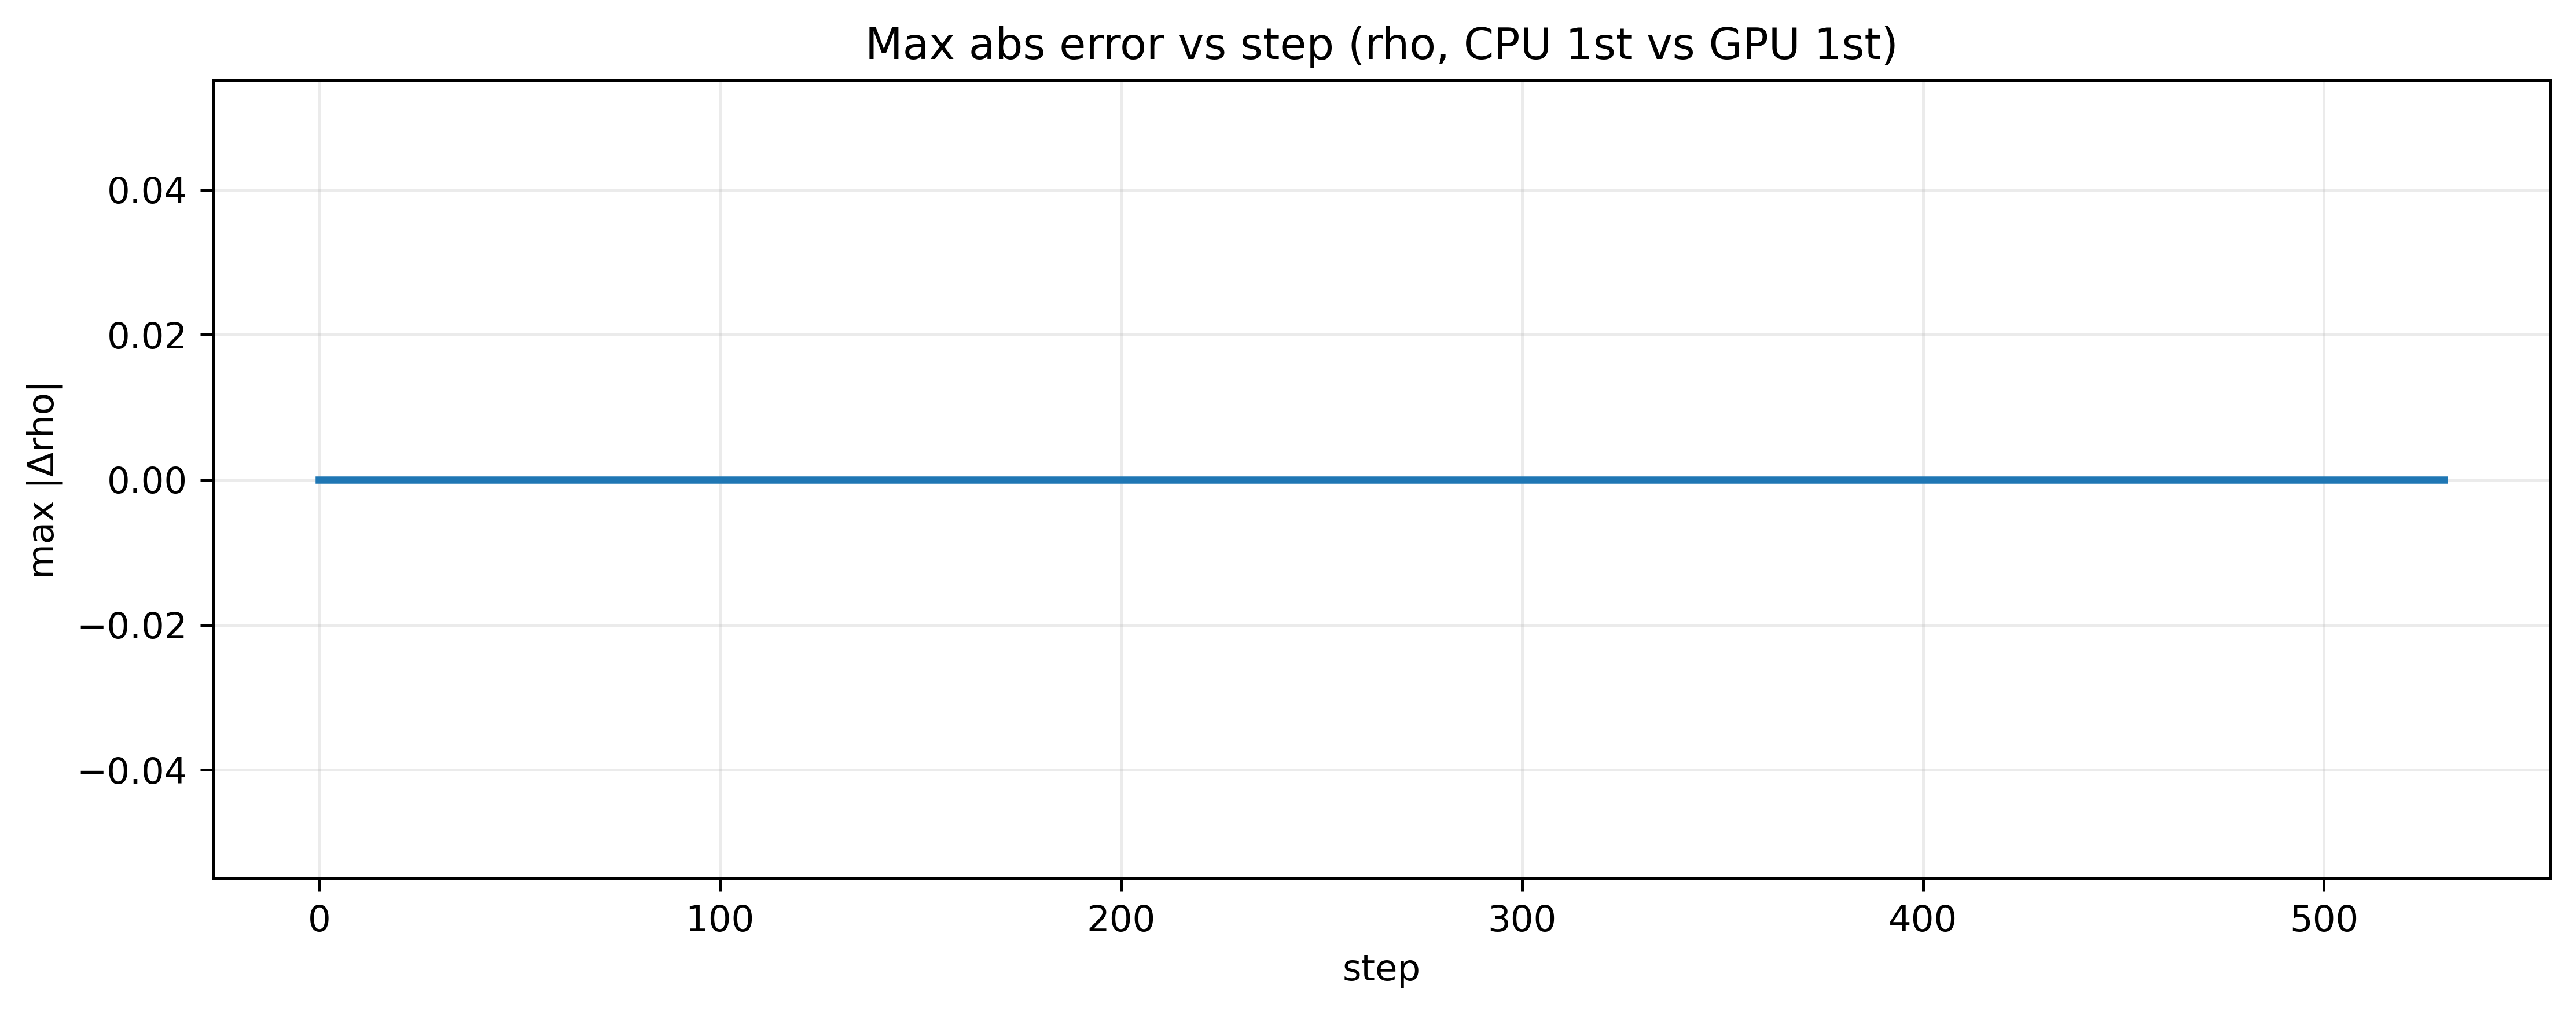 Max abs error vs step (rho, CPU 1st vs GPU 1st)
max |Δrho|
0.04
0.02
0.00
−0.02
−0.04
0 100 200 300 400 500
step